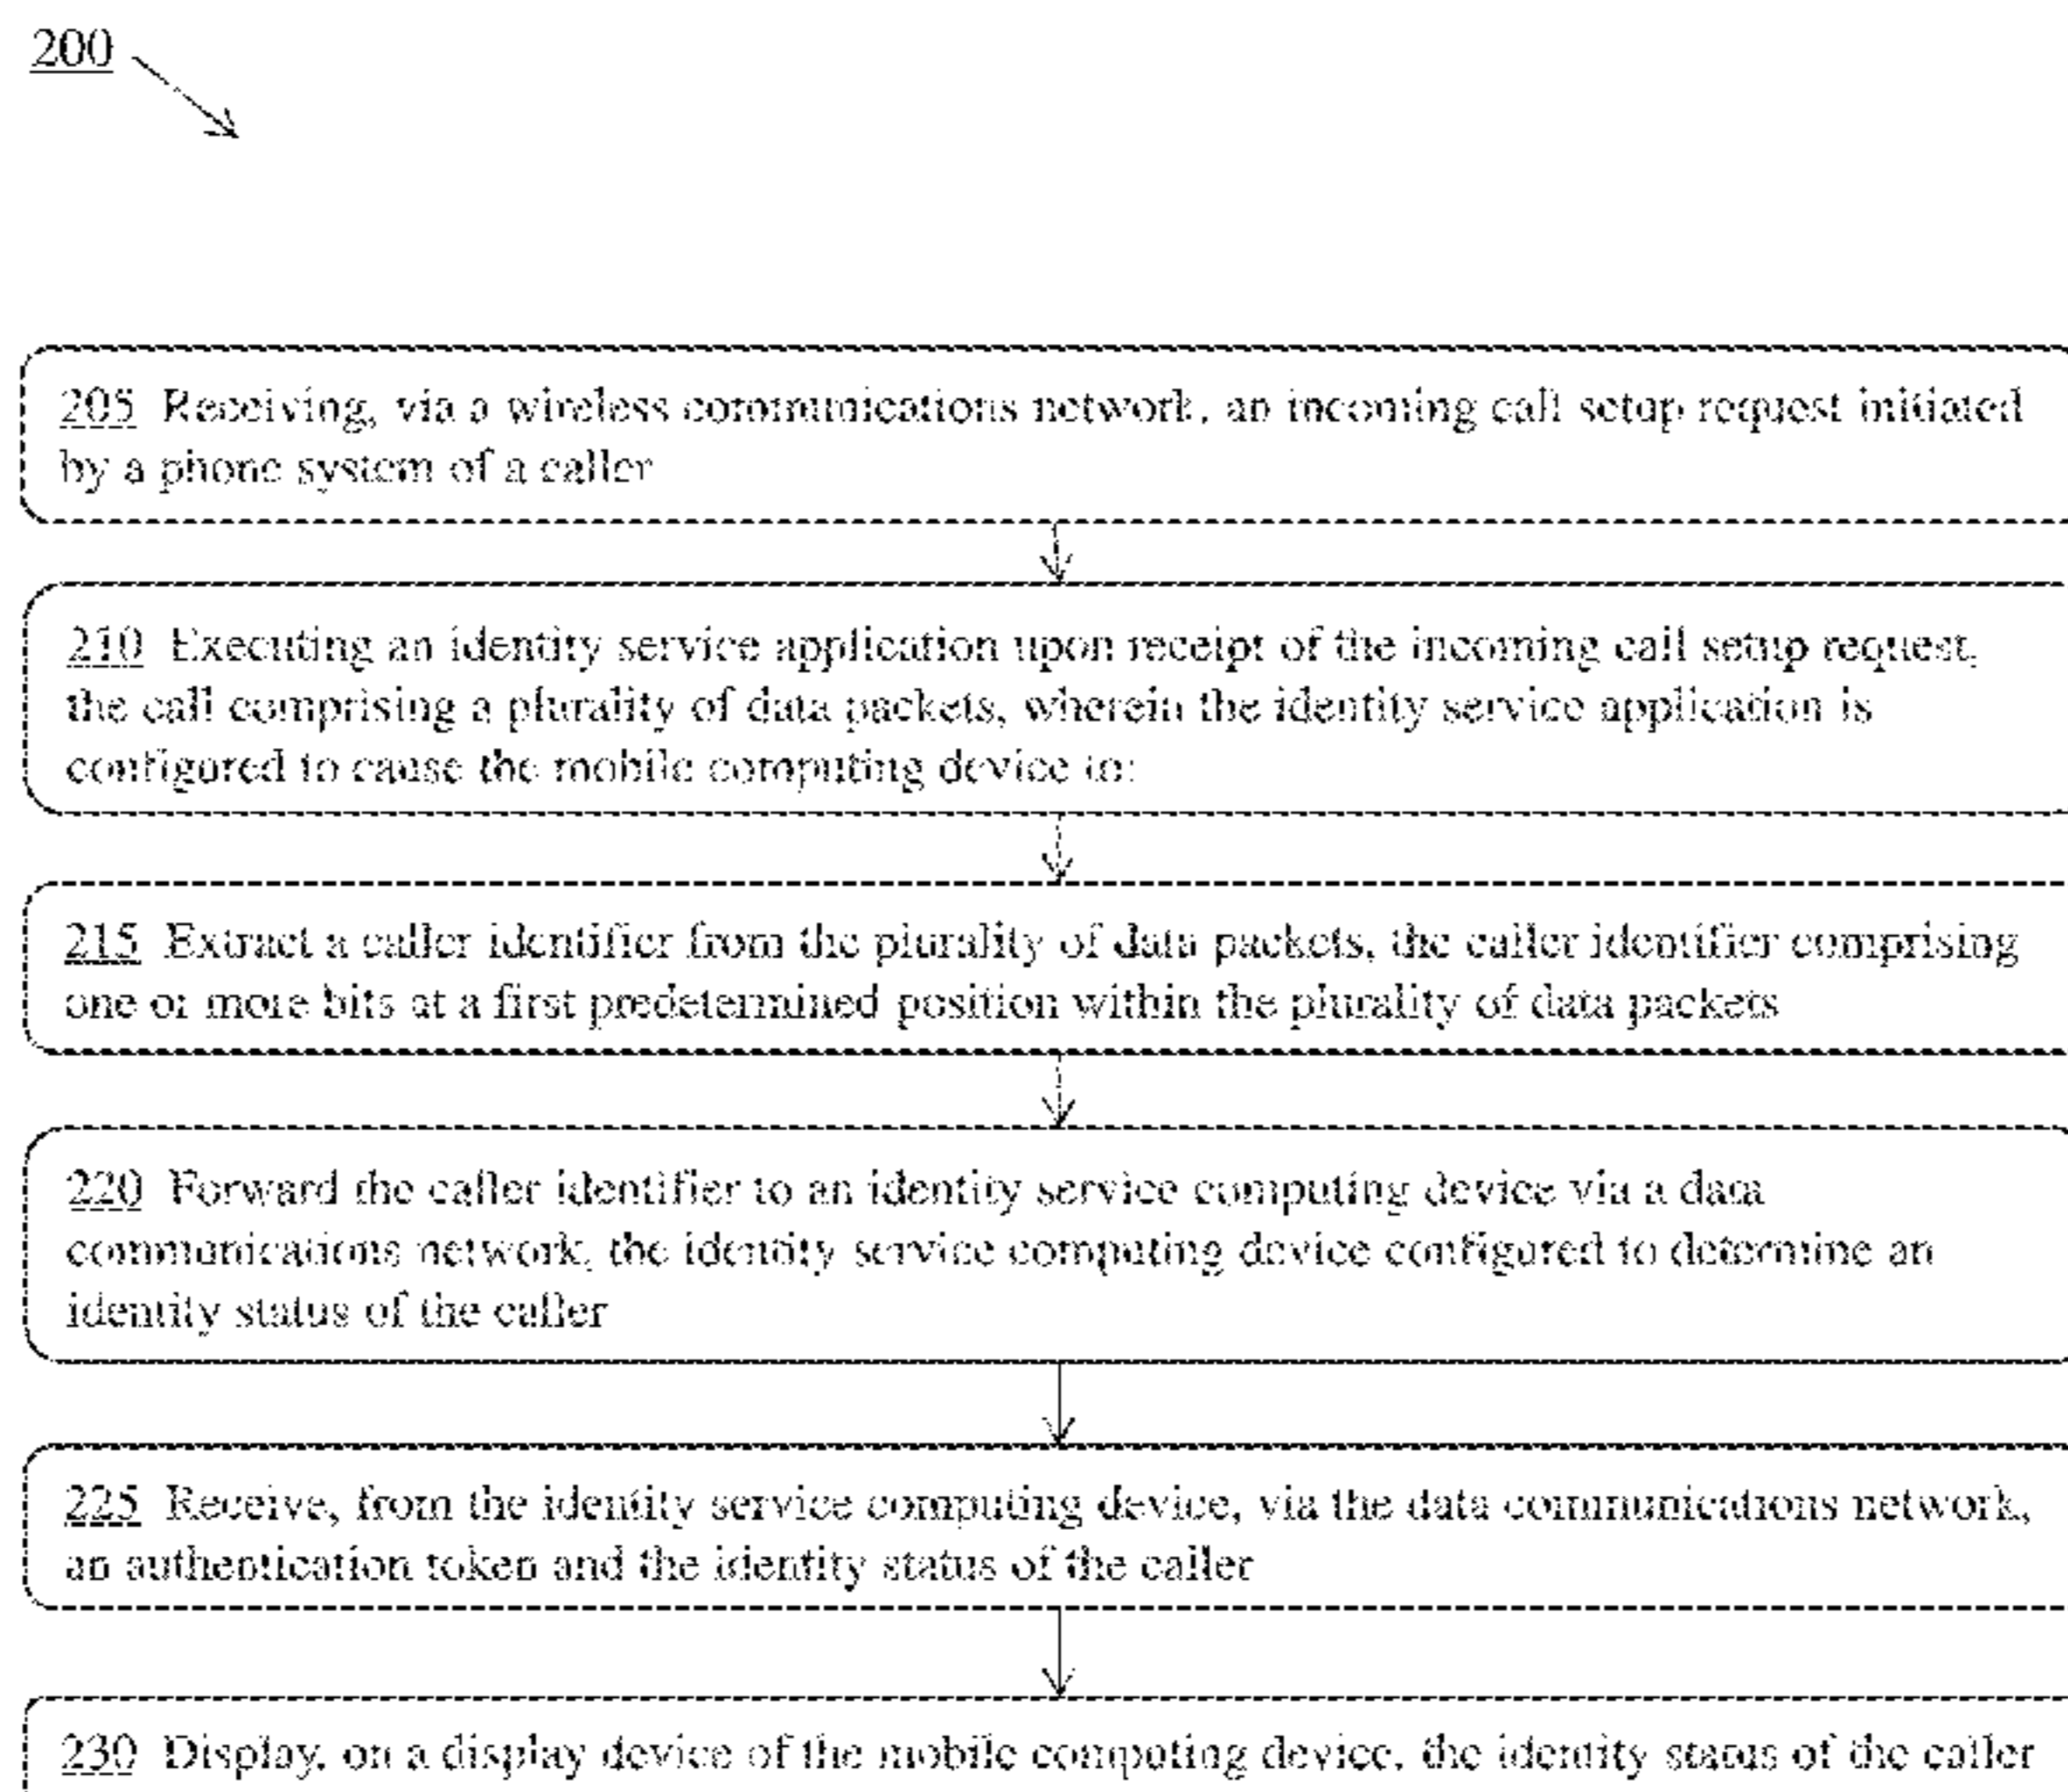 200
205 Receiving, via a wireless communications network, an incoming call setup request initiated
by a phone system of a caller
210 Executing an identity service application upon receipt of the incoming call setup request,
the call comprising a plurality of data packets, wherein the identity service application is
configured to cause the mobile computing device to:
215 Extract a caller identifier from the plurality of data packets, the caller identifier comprising
one or more bits at a first predetermined position within the plurality of data packets
220 Forward the caller identifier to an identity service computing device via a data
communications network, the identity service computing device configured to determine an
identity status of the caller
225 Receive, from the identity service computing device, via the data communications network,
an authentication token and the identity status of the caller
230 Display, on a display device of the mobile computing device, the identity status of the caller